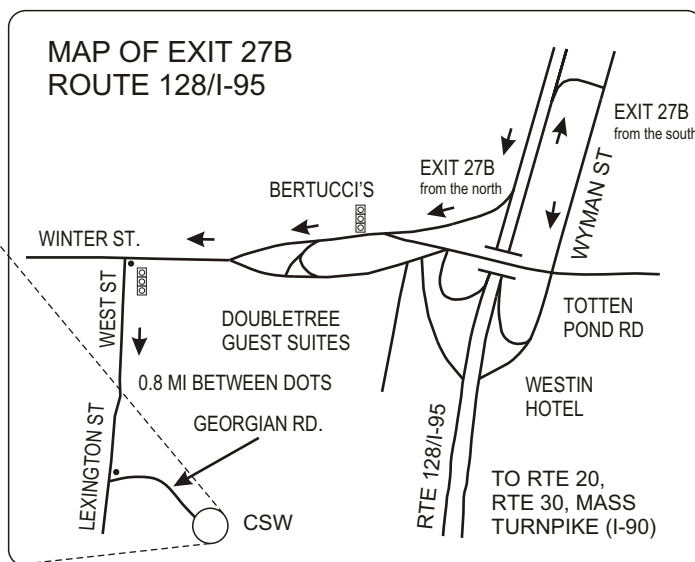 MAP OF EXIT 27B
ROUTE 128/I-95
EXIT 27B
from the south
EXIT 27B
from the north
WYMAN ST
BERTUCCI'S
WINTER ST.
WEST ST
DOUBLETREE
GUEST SUITES
TOTTEN
POND RD
0.8 MI BETWEEN DOTS
WESTIN
HOTEL
GEORGIAN RD.
LEXINGTON ST
RTE 128/I-95
TO RTE 20,
RTE 30, MASS
TURNPIKE (I-90)
CSW